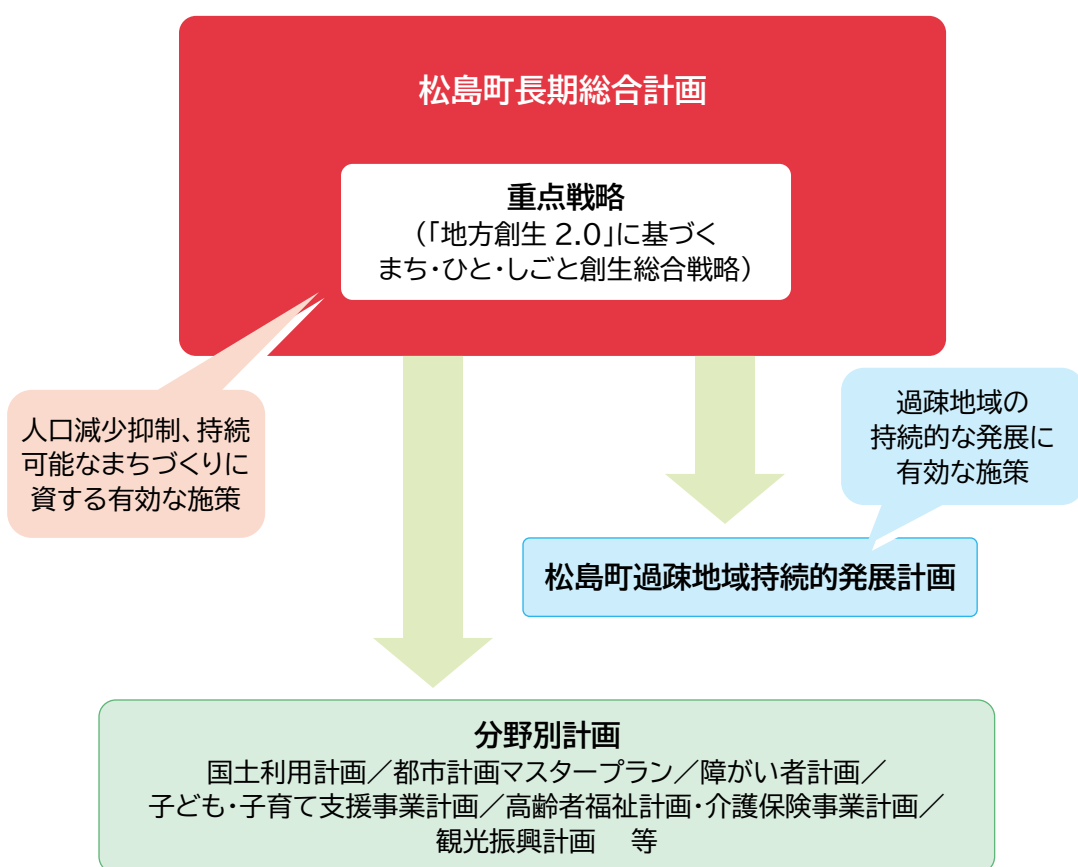 松島町長期総合計画
重点戦略
(「地方創生 2.0」に基づく
まち・ひと・しごと創生総合戦略)
人口減少抑制、持続
可能なまちづくりに
資する有効な施策
過疎地域の
持続的な発展に
有効な施策
松島町過疎地域持続的発展計画
分野別計画
国土利用計画／都市計画マスタープラン／障がい者計画／
子ども・子育て支援事業計画／高齢者福祉計画・介護保険事業計画／
観光振興計画　等